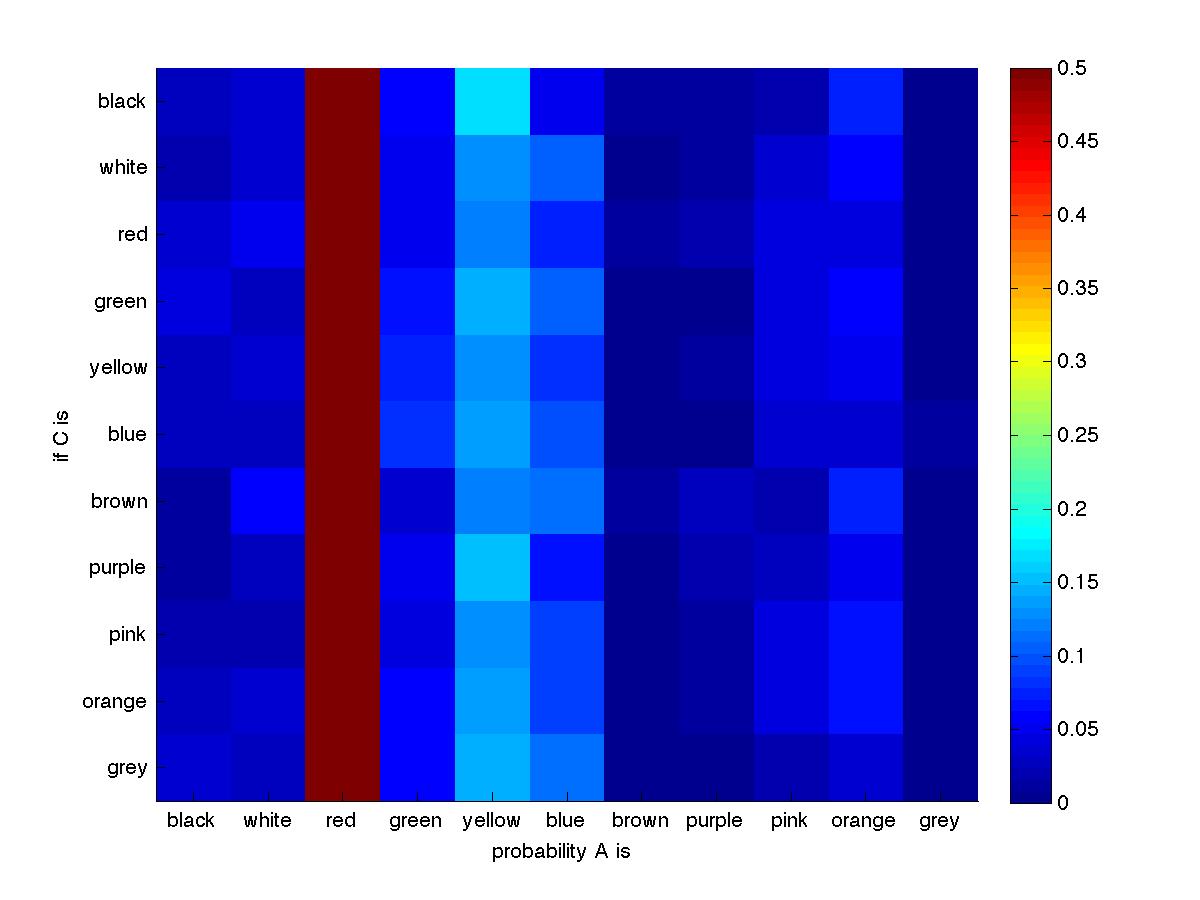 black
white
red
green
yellow
blue
brown
purple
pink
orange
grey
if C is
black white red green yellow blue brown purple pink orange grey
probability A is
0.5
0.45
0.4
0.35
0.3
0.25
0.2
0.15
0.1
0.05
0